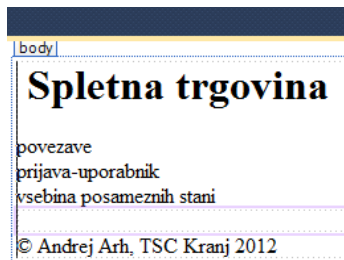 body
Spletna trgovina
povezave
prijava-uporabnik
vsebina posameznih stani
© Andrej Arh, TSC Kranj 2012